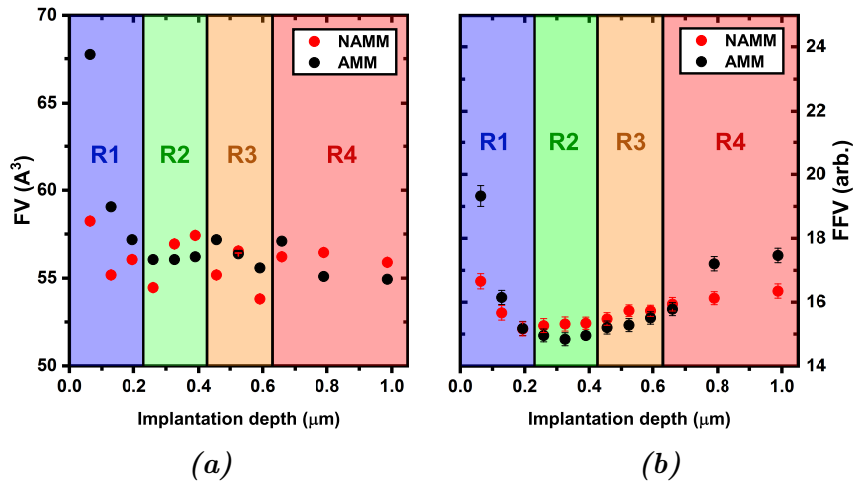 70
65
60
55
50
FV (A³)
NAMM
AMM
R1
R2
R3
R4
0.0
0.2
0.4
0.6
0.8
1.0
Implantation depth (μm)
(a)
NAMM
AMM
R1
R2
R3
R4
24
22
20
18
16
14
FFV (arb.)
0.0
0.2
0.4
0.6
0.8
1.0
Implantation depth (μm)
(b)